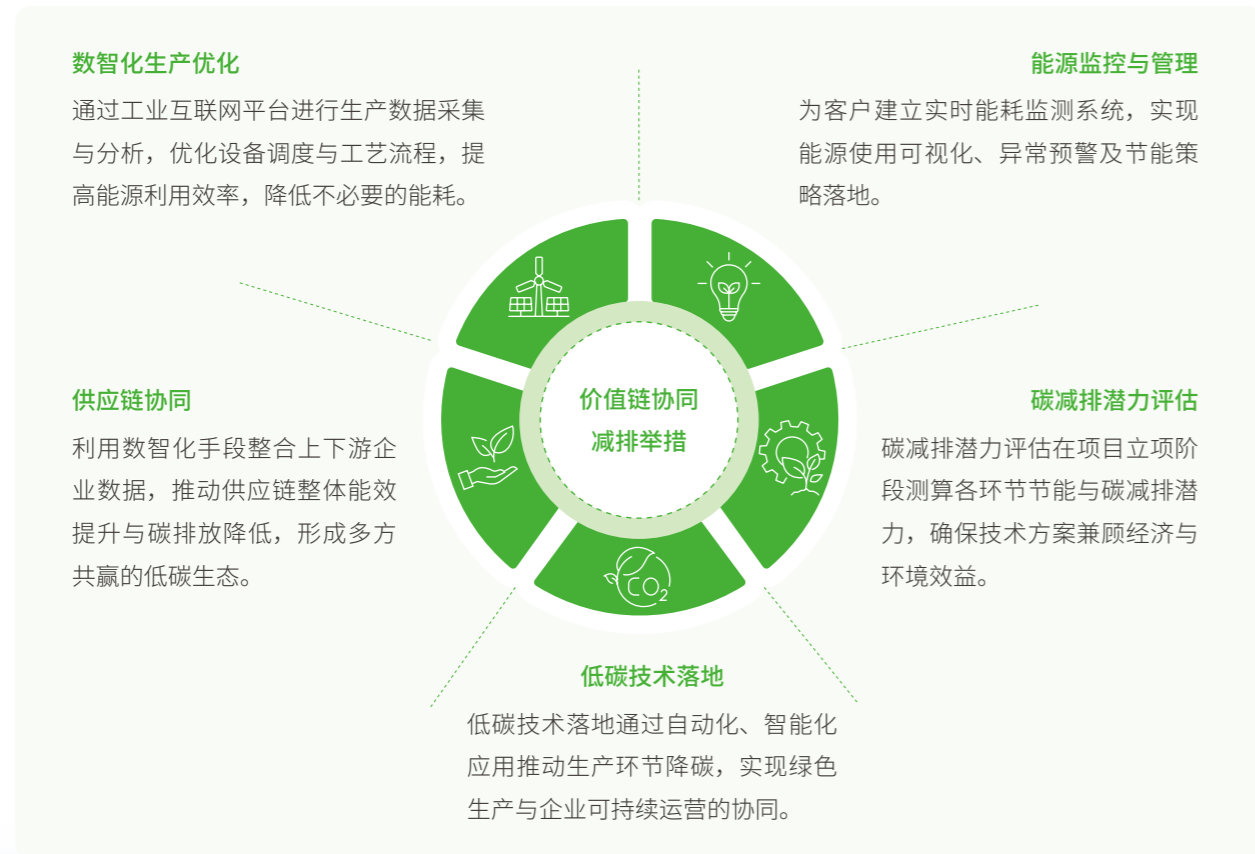 数智化生产优化
通过工业互联网平台进行生产数据采集
与分析，优化设备调度与工艺流程，提
高能源利用效率，降低不必要的能耗。
能源监控与管理
为客户建立实时能耗监测系统，实现
能源使用可视化、异常预警及节能策
略落地。
供应链协同
利用数智化手段整合上下游企
业数据，推动供应链整体能效
提升与碳排放降低，形成多方
共赢的低碳生态。
价值链协同
减排举措
碳减排潜力评估
碳减排潜力评估在项目立项阶
段测算各环节节能与碳减排潜
力，确保技术方案兼顾经济与
环境效益。
CO₂
低碳技术落地
低碳技术落地通过自动化、智能化
应用推动生产环节降碳，实现绿色
生产与企业可持续运营的协同。